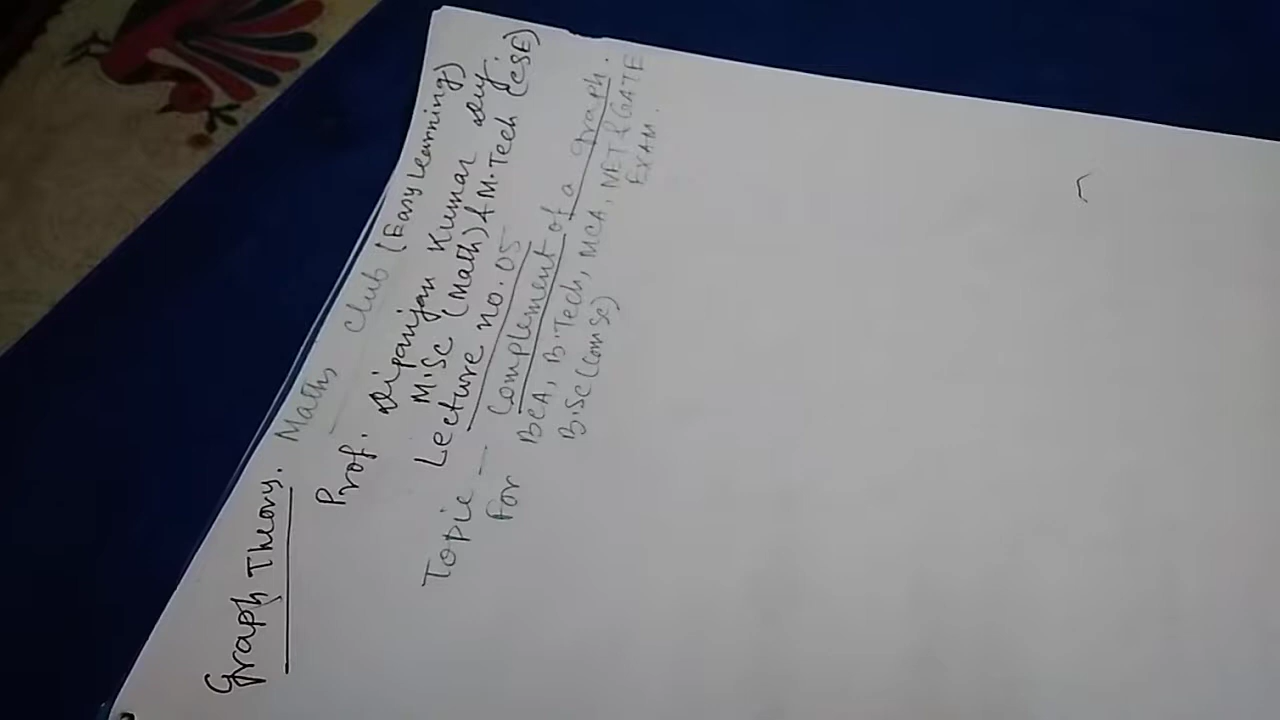 Graph Theory.
Maths Club (Easy Learning)
Prof. Dipanjan Kumar Dey.
M.Sc (Math) & M.Tech (CSE)
Lecture no. 05
Topic - Complement of a graph.
For BCA, B.Tech, MCA, NET & GATE
B.Sc (Com Sc) EXAM.